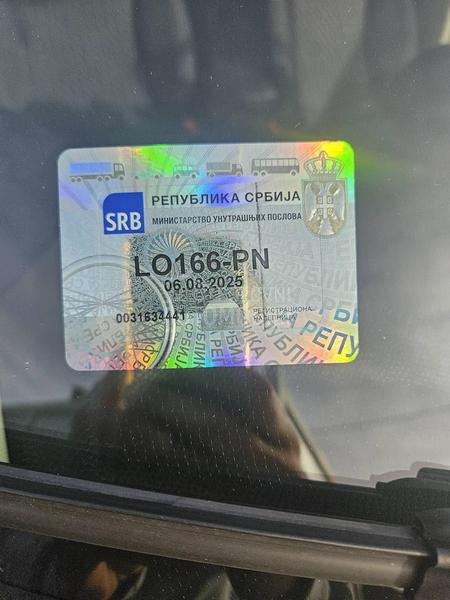 РЕПУБЛИКА СРБИЈА
SRB
МИНИСТАРСТВО УНУТРАШЊИХ ПОСЛОВА
LO166-PN
06.08.2025
0031634441
РЕГИСТРАЦИОНА
НАЛЕПНИЦА